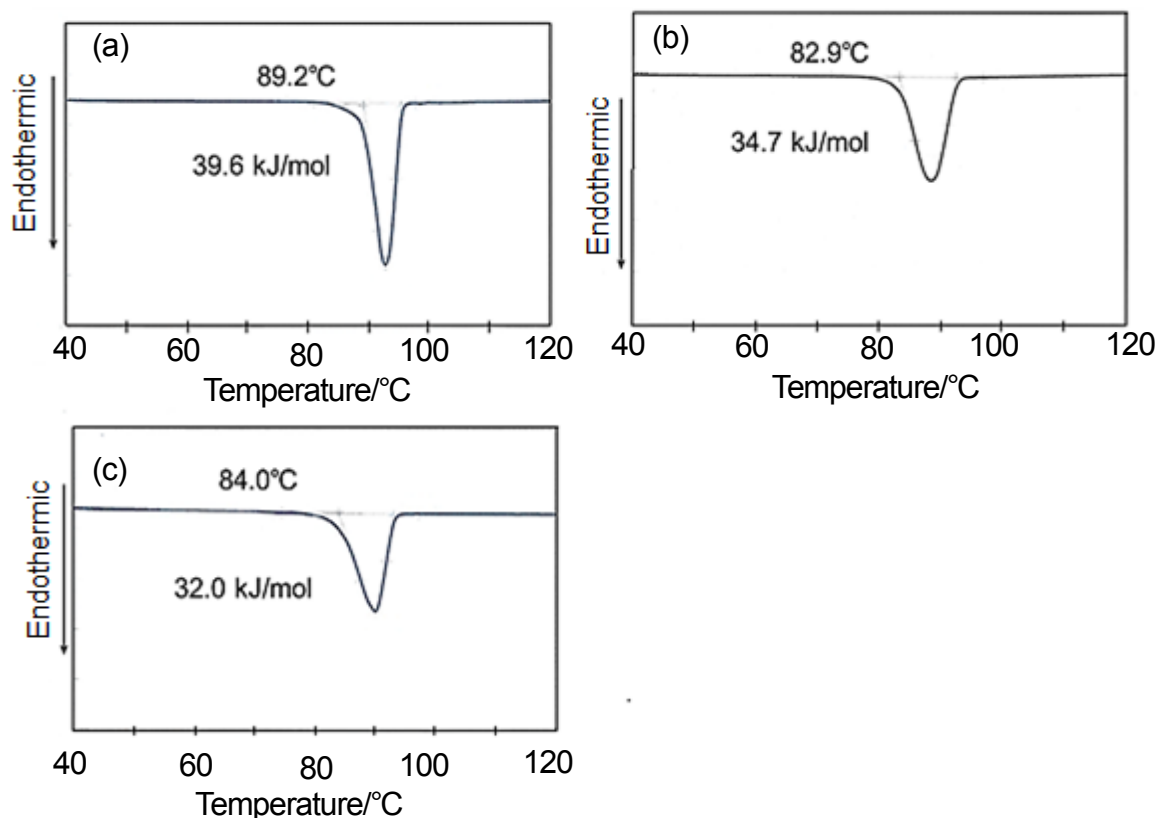 (a)
89.2°C
39.6 kJ/mol
Endothermic
40 60 80 100 120
Temperature/°C
(b)
82.9°C
34.7 kJ/mol
Endothermic
40 60 80 100 120
Temperature/°C
(c)
84.0°C
32.0 kJ/mol
Endothermic
40 60 80 100 120
Temperature/°C